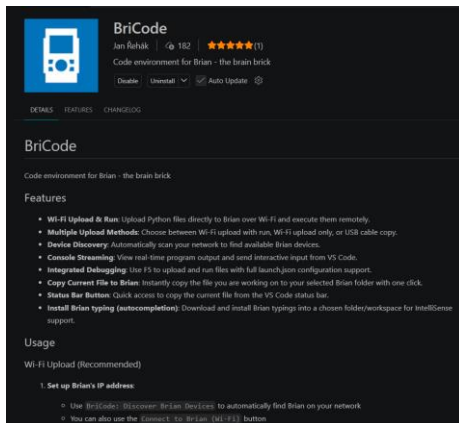 BriCode
Jan Řehák | 182 | (1)
Code environment for Brian - the brain brick
Disable Uninstall Auto Update
DETAILS FEATURES CHANGELOG
BriCode
Code environment for Brian - the brain brick
Features
• Wi-Fi Upload & Run: Upload Python files directly to Brian over Wi-Fi and execute them remotely.
• Multiple Upload Methods: Choose between Wi-Fi upload with run, Wi-Fi upload only, or USB cable copy.
• Device Discovery: Automatically scan your network to find available Brian devices.
• Console Streaming: View real-time program output and send interactive input from VS Code.
• Integrated Debugging: Use F5 to upload and run files with full launch.json configuration support.
• Copy Current File to Brian: Instantly copy the file you are working on to your selected Brian folder with one click.
• Status Bar Button: Quick access to copy the current file from the VS Code status bar.
• Install Brian typing (autocompletion): Download and install Brian typings into a chosen folder/workspace for IntelliSense
support.
Usage
Wi-Fi Upload (Recommended)
1. Set up Brian's IP address:
○ Use BriCode: Discover Brian Devices to automatically find Brian on your network
○ You can also use the Connect to Brian (Wi-Fi) button